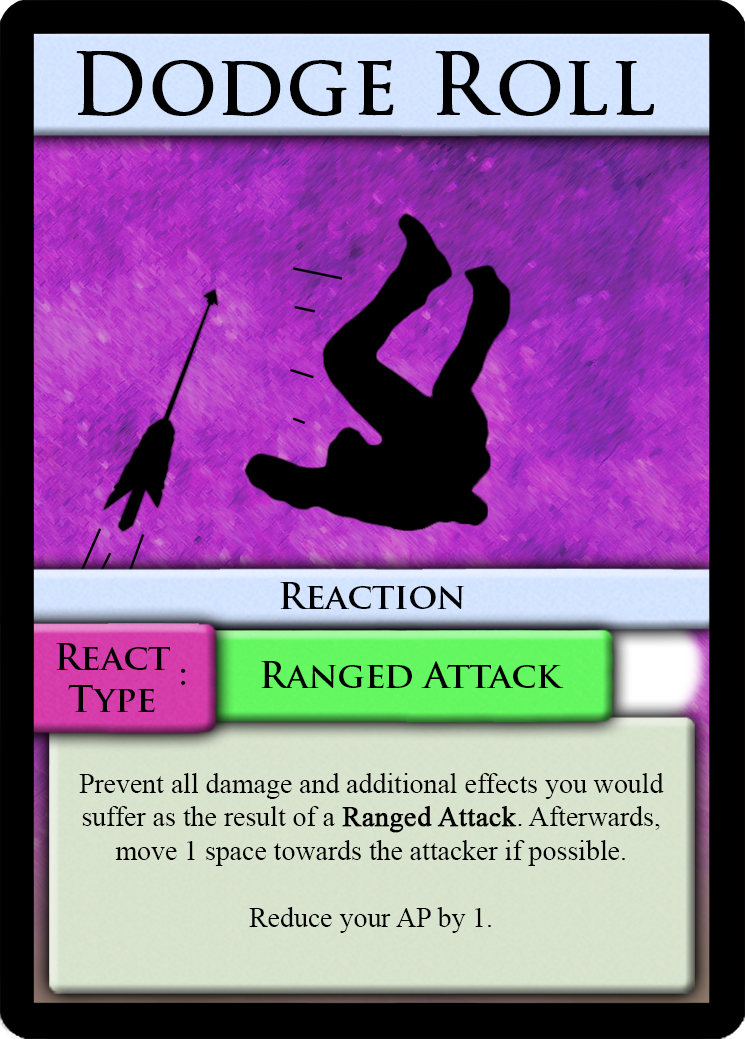 Dodge Roll
Reaction
React Type :
Ranged Attack
Prevent all damage and additional effects you would
suffer as the result of a Ranged Attack. Afterwards,
move 1 space towards the attacker if possible.
Reduce your AP by 1.